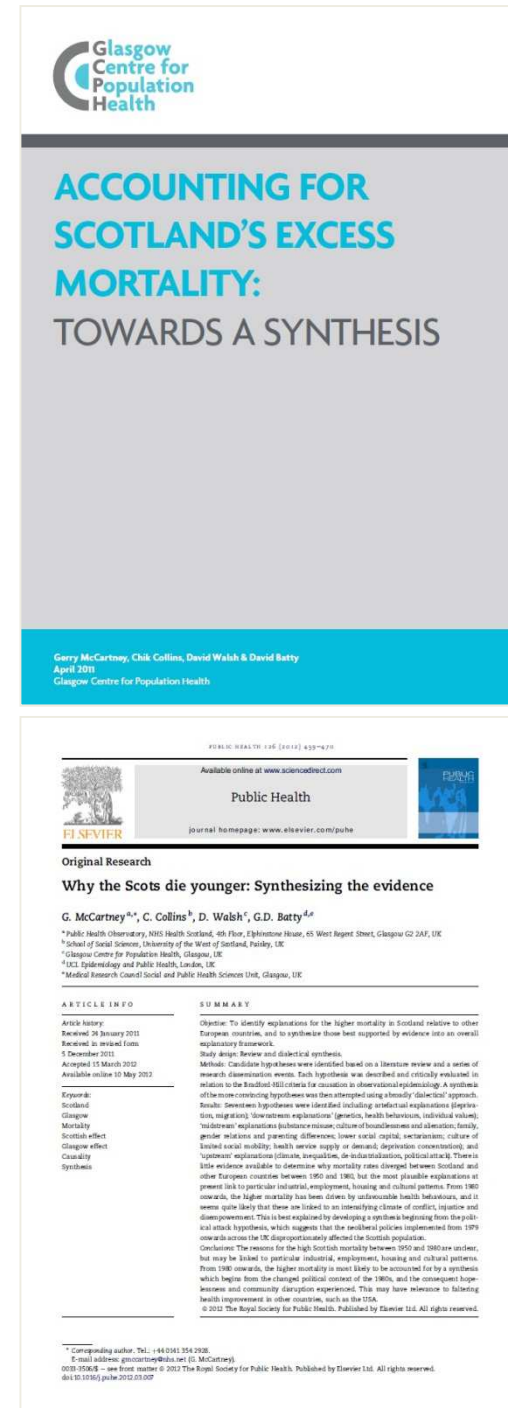 Glasgow
Centre for
Population
Health
ACCOUNTING FOR
SCOTLAND'S EXCESS
MORTALITY:
TOWARDS A SYNTHESIS
Gerry McCartney, Chik Collins, David Walsh & David Batty
April 2011
Glasgow Centre for Population Health
PUBLIC HEALTH 126 (2012) 459–470
Available online at www.sciencedirect.com
Public Health
journal homepage: www.elsevier.com/puhe
ELSEVIER
PUBLIC
HEALTH
Original Research
Why the Scots die younger: Synthesizing the evidence
G. McCartney a,*, C. Collins b, D. Walsh c, G.D. Batty d,e
a Public Health Observatory, NHS Health Scotland, 4th Floor, Elphinstone House, 65 West Regent Street, Glasgow G2 2AF, UK
b School of Social Sciences, University of the West of Scotland, Paisley, UK
c Glasgow Centre for Population Health, Glasgow, UK
d UCL Epidemiology and Public Health, London, UK
e Medical Research Council Social and Public Health Sciences Unit, Glasgow, UK
ARTICLE INFO
Article history:
Received 24 January 2011
Received in revised form
5 December 2011
Accepted 15 March 2012
Available online 10 May 2012
Keywords:
Scotland
Glasgow
Mortality
Scottish effect
Glasgow effect
Causality
Synthesis
SUMMARY
Objective: To identify explanations for the higher mortality in Scotland relative to other
European countries, and to synthesize those best supported by evidence into an overall
explanatory framework.
Study design: Review and dialectical synthesis.
Methods: Candidate hypotheses were identified based on a literature review and a series of
research dissemination events. Each hypothesis was described and critically evaluated in
relation to the Bradford-Hill criteria for causation in observational epidemiology. A synthesis
of the more convincing hypotheses was then attempted using a broadly 'dialectical' approach.
Results: Seventeen hypotheses were identified including: artefactual explanations (depriva-
tion, migration); 'downstream explanations' (genetics, health behaviours, individual values);
'midstream' explanations (substance misuse; culture of boundlessness and alienation; family,
gender relations and parenting differences; lower social capital; sectarianism; culture of
limited social mobility; health service supply or demand; deprivation concentration); and
'upstream' explanations (climate, inequalities, de-industrialization, political attack). There is
little evidence available to determine why mortality rates diverged between Scotland and
other European countries between 1950 and 1980, but the most plausible explanations at
present link to particular industrial, employment, housing and cultural patterns. From 1980
onwards, the higher mortality has been driven by unfavourable health behaviours, and it
seems quite likely that these are linked to an intensifying climate of conflict, injustice and
disempowerment. This is best explained by developing a synthesis beginning from the polit-
ical attack hypothesis, which suggests that the neoliberal policies implemented from 1979
onwards across the UK disproportionately affected the Scottish population.
Conclusions: The reasons for the high Scottish mortality between 1950 and 1980 are unclear,
but may be linked to particular industrial, employment, housing and cultural patterns.
From 1980 onwards, the higher mortality is most likely to be accounted for by a synthesis
which begins from the changed political context of the 1980s, and the consequent hope-
lessness and community disruption experienced. This may have relevance to faltering
health improvement in other countries, such as the USA.
© 2012 The Royal Society for Public Health. Published by Elsevier Ltd. All rights reserved.
* Corresponding author. Tel.: +44 0141 354 2928.
E-mail address: gmccartney@nhs.net (G. McCartney).
0033-3506/$ – see front matter © 2012 The Royal Society for Public Health. Published by Elsevier Ltd. All rights reserved.
doi:10.1016/j.puhe.2012.03.007